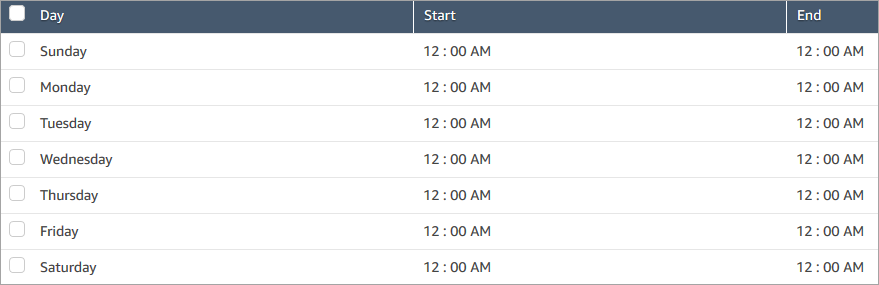 Day Start End
Sunday 12 : 00 AM 12 : 00 AM
Monday 12 : 00 AM 12 : 00 AM
Tuesday 12 : 00 AM 12 : 00 AM
Wednesday 12 : 00 AM 12 : 00 AM
Thursday 12 : 00 AM 12 : 00 AM
Friday 12 : 00 AM 12 : 00 AM
Saturday 12 : 00 AM 12 : 00 AM